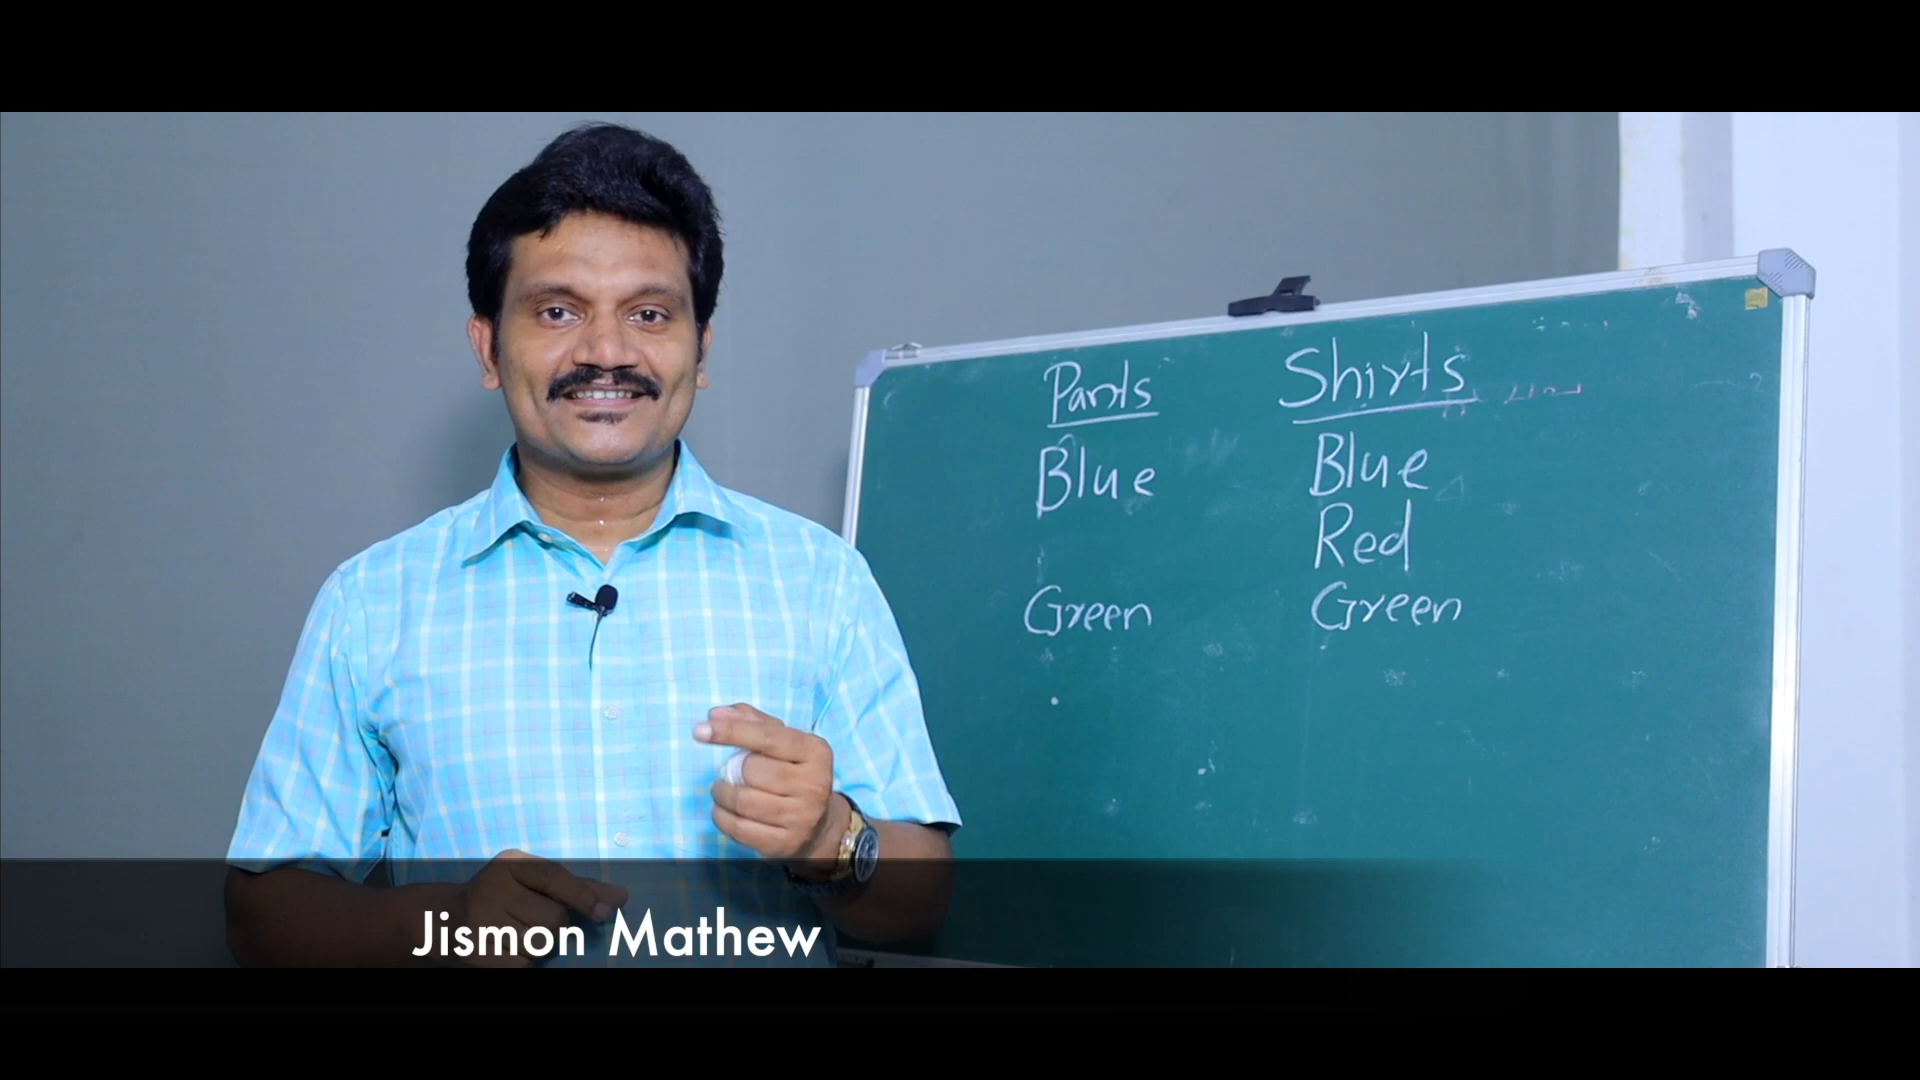 Pants Shirts
Blue Blue
Red
Green Green
Jismon Mathew